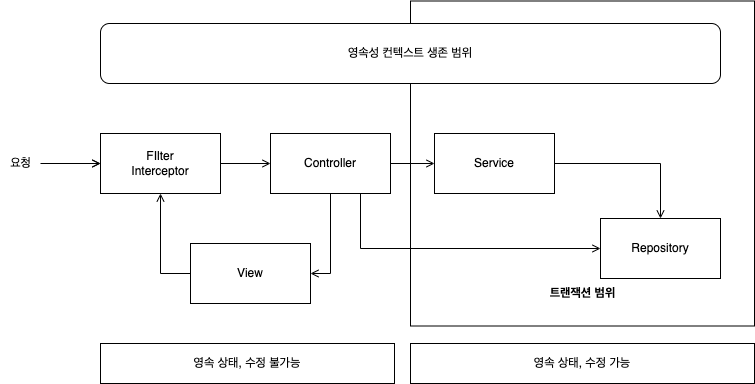 영속성 컨텍스트 생존 범위
요청
FIlter
Interceptor
Controller
Service
View
Repository
트랜잭션 범위
영속 상태, 수정 불가능
영속 상태, 수정 가능